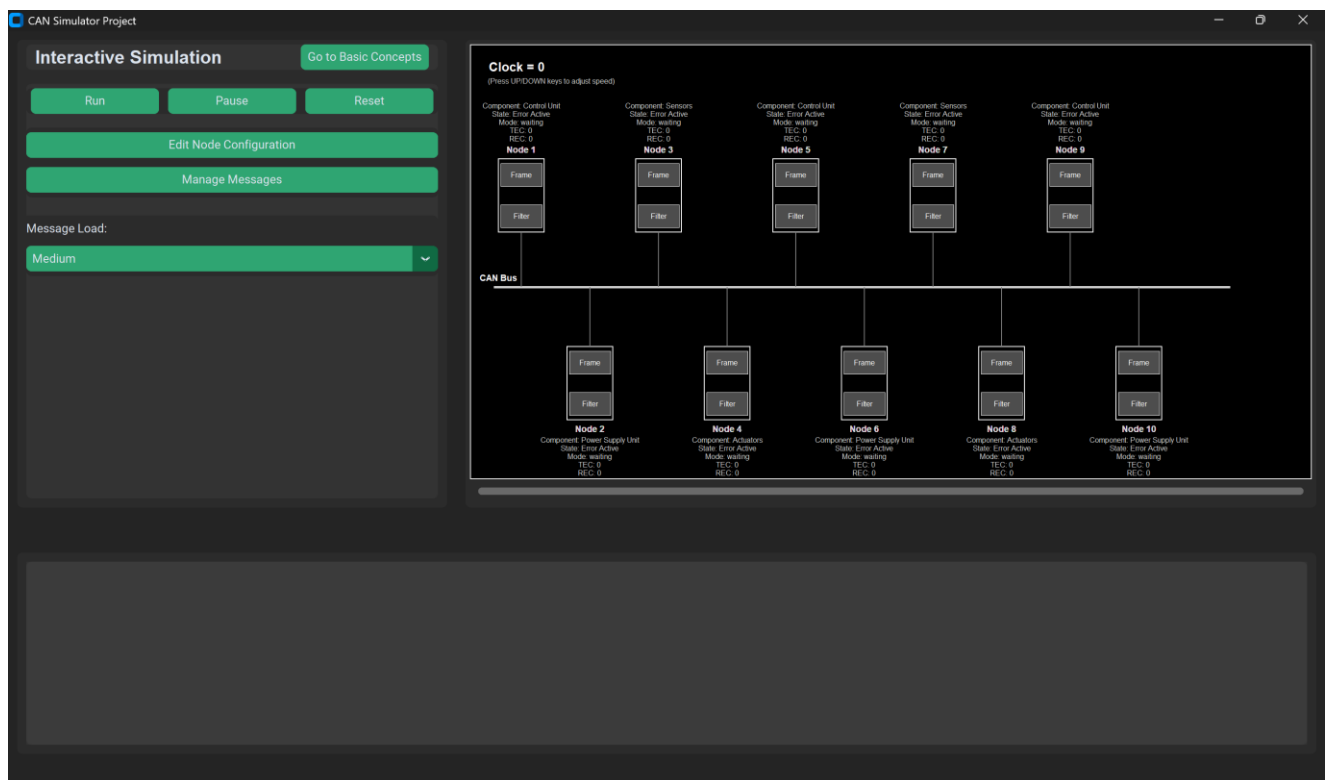 CAN Simulator Project
Interactive Simulation
Go to Basic Concepts
Run
Pause
Reset
Edit Node Configuration
Manage Messages
Message Load:
Medium
Clock = 0
(Press UP/DOWN keys to adjust speed)
Component: Control Unit
State: Error Active
Mode: waiting
TEC: 0
REC: 0
Node 1
Frame
Filter
Component: Sensors
State: Error Active
Mode: waiting
TEC: 0
REC: 0
Node 3
Frame
Filter
Component: Control Unit
State: Error Active
Mode: waiting
TEC: 0
REC: 0
Node 5
Frame
Filter
Component: Sensors
State: Error Active
Mode: waiting
TEC: 0
REC: 0
Node 7
Frame
Filter
Component: Control Unit
State: Error Active
Mode: waiting
TEC: 0
REC: 0
Node 9
Frame
Filter
CAN Bus
Frame
Filter
Node 2
Component: Power Supply Unit
State: Error Active
Mode: waiting
TEC: 0
REC: 0
Frame
Filter
Node 4
Component: Actuators
State: Error Active
Mode: waiting
TEC: 0
REC: 0
Frame
Filter
Node 6
Component: Power Supply Unit
State: Error Active
Mode: waiting
TEC: 0
REC: 0
Frame
Filter
Node 8
Component: Actuators
State: Error Active
Mode: waiting
TEC: 0
REC: 0
Frame
Filter
Node 10
Component: Power Supply Unit
State: Error Active
Mode: waiting
TEC: 0
REC: 0